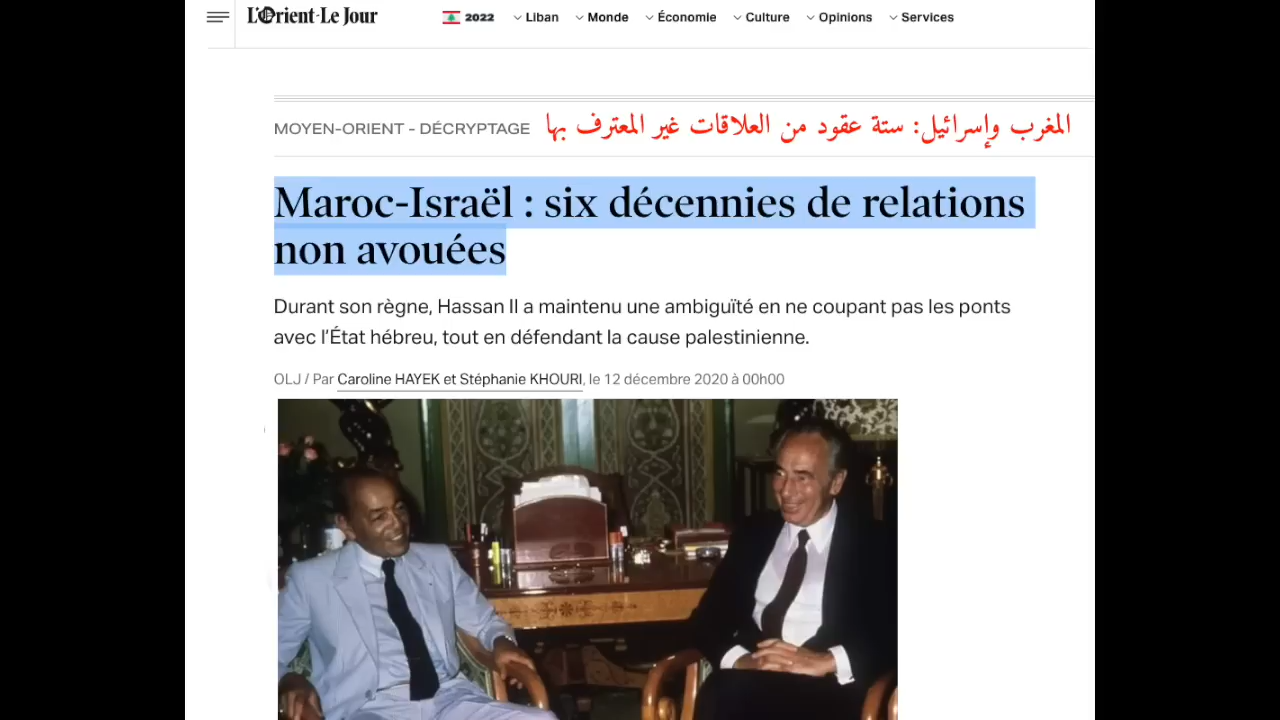 L'Orient-Le Jour
2022 Liban Monde Économie Culture Opinions Services
MOYEN-ORIENT - DÉCRYPTAGE
المغرب وإسرائيل: ستة عقود من العلاقات غير المعترف بها
Maroc-Israël : six décennies de relations
non avouées
Durant son règne, Hassan II a maintenu une ambiguïté en ne coupant pas les ponts
avec l'État hébreu, tout en défendant la cause palestinienne.
OLJ / Par Caroline HAYEK et Stéphanie KHOURI, le 12 décembre 2020 à 00h00